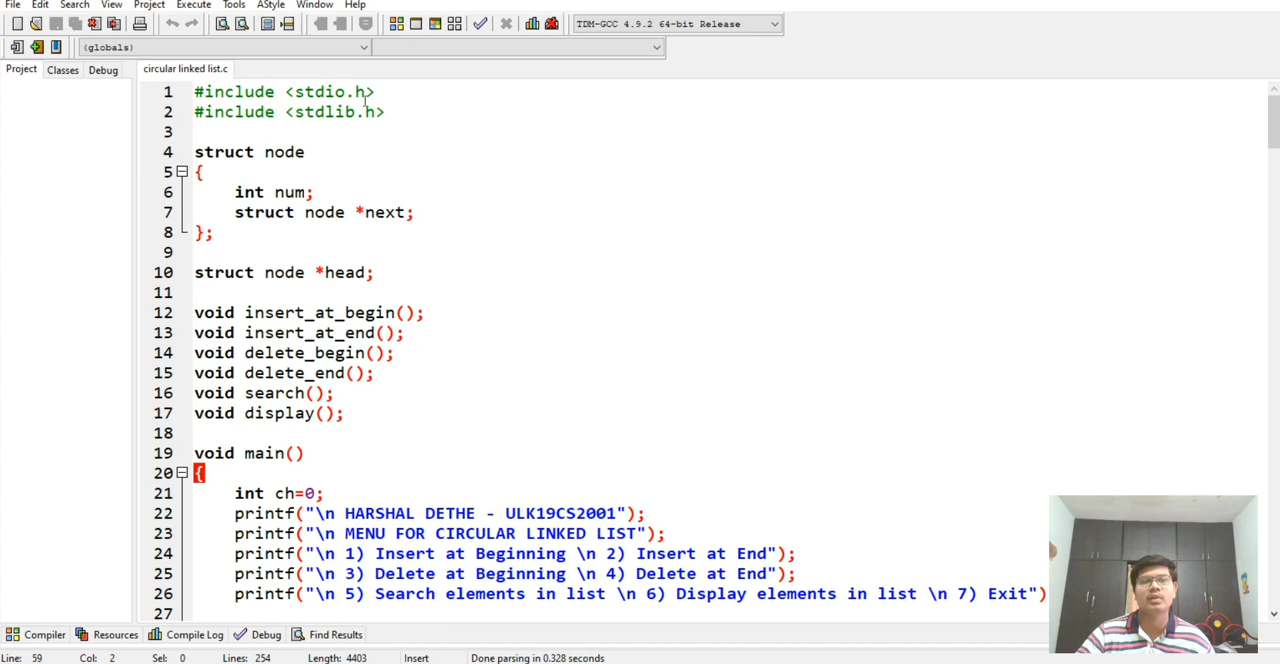 File Edit Search View Project Execute Tools AStyle Window Help
TDM-GCC 4.9.2 64-bit Release
(globals)
Project Classes Debug circular linked list.c
1 #include <stdio.h>
2 #include <stdlib.h>
3
4 struct node
5 {
6 int num;
7 struct node *next;
8 };
9
10 struct node *head;
11
12 void insert_at_begin();
13 void insert_at_end();
14 void delete_begin();
15 void delete_end();
16 void search();
17 void display();
18
19 void main()
20 {
21 int ch=0;
22 printf("\n HARSHAL DETHE - ULK19CS2001");
23 printf("\n MENU FOR CIRCULAR LINKED LIST");
24 printf("\n 1) Insert at Beginning \n 2) Insert at End");
25 printf("\n 3) Delete at Beginning \n 4) Delete at End");
26 printf("\n 5) Search elements in list \n 6) Display elements in list \n 7) Exit")
27
Compiler Resources Compile Log Debug Find Results
Line: 59 Col: 2 Sel: 0 Lines: 254 Length: 4403 Insert Done parsing in 0.328 seconds